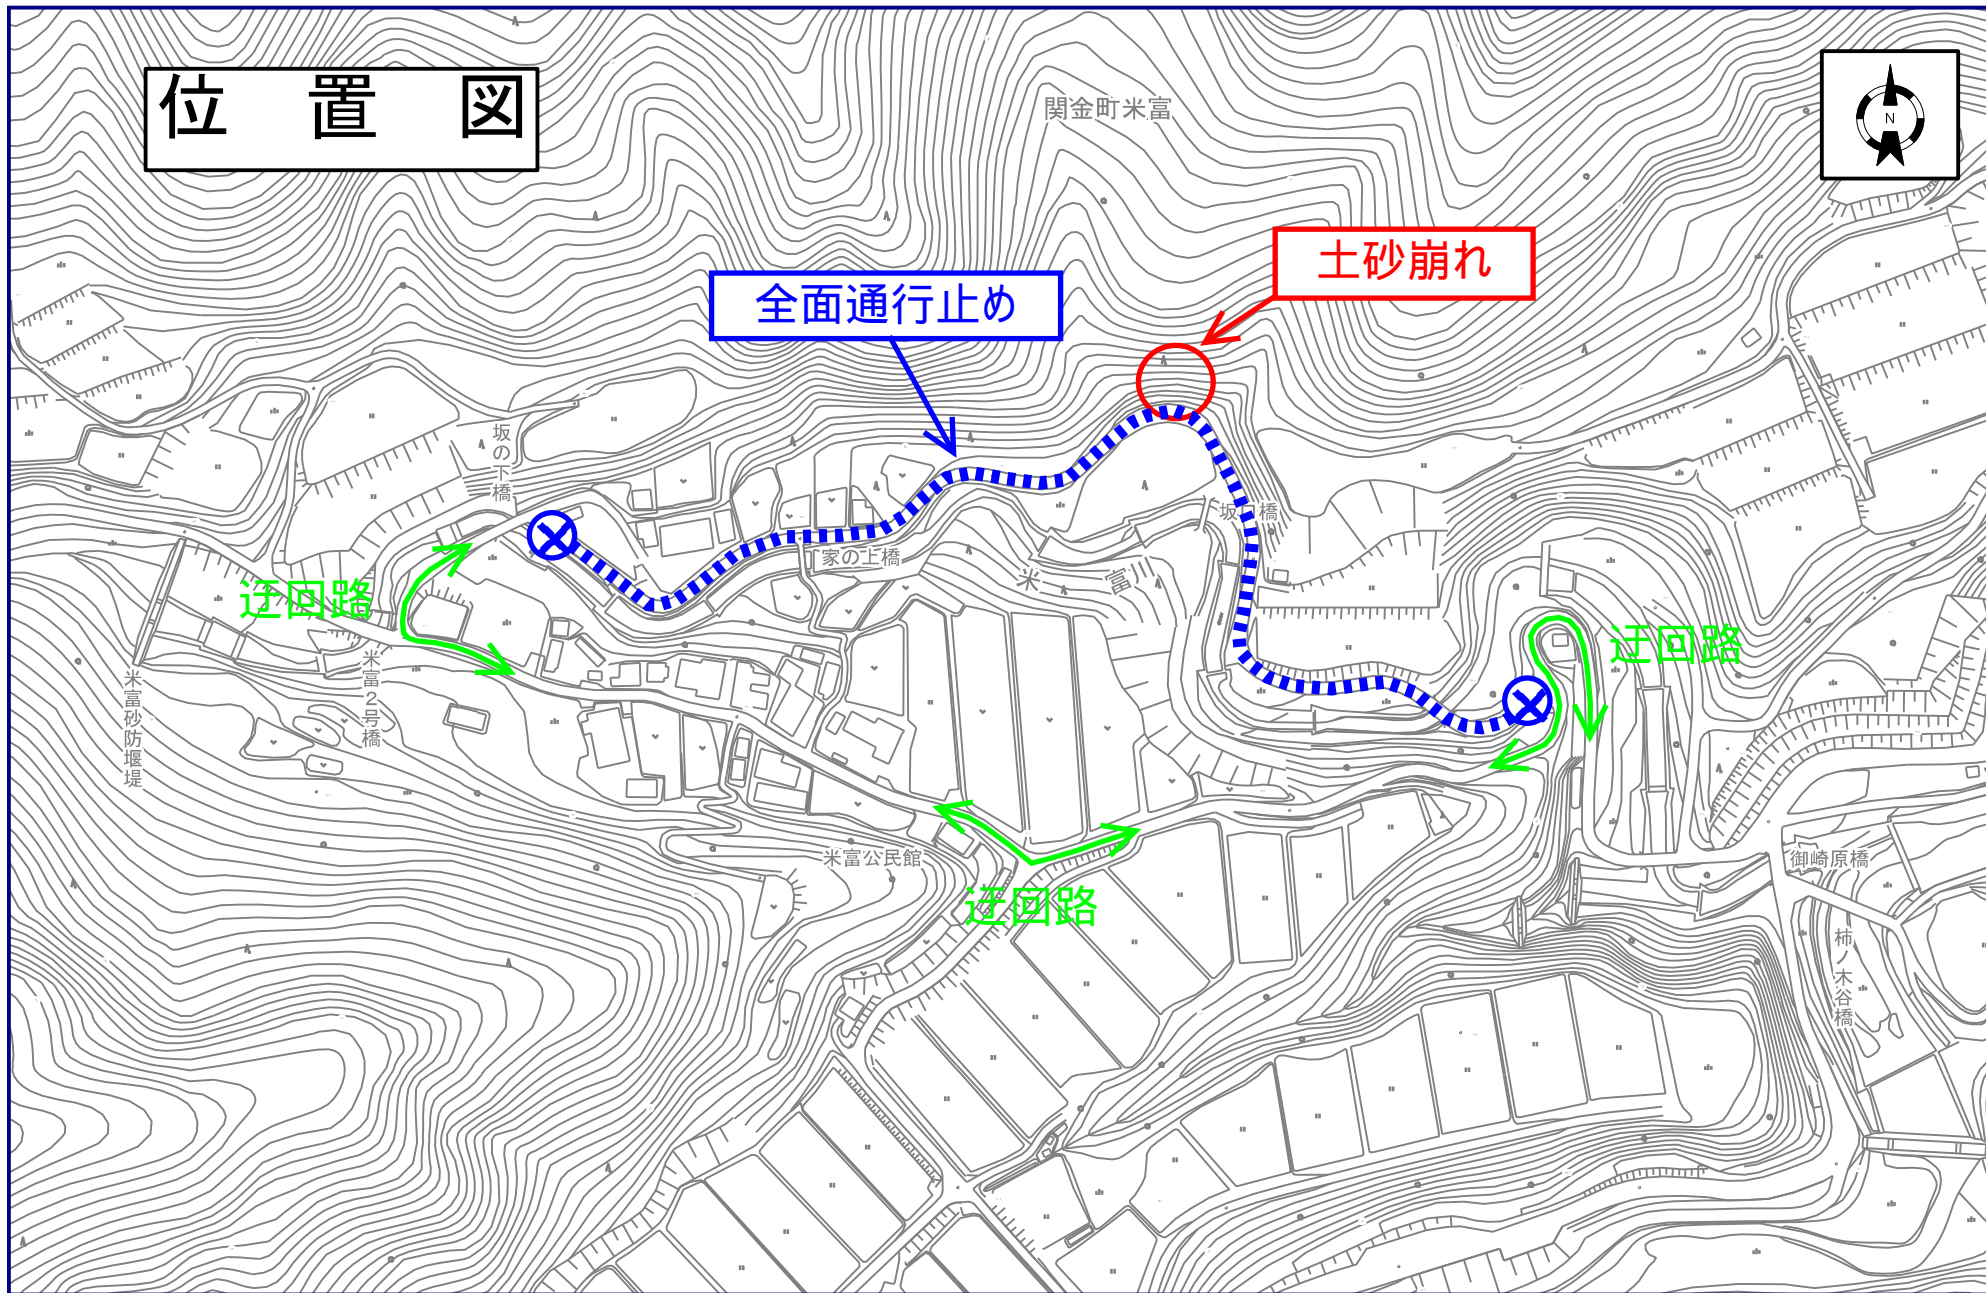 位 置 図
関金町米富
N
土砂崩れ
全面通行止め
坂の下橋
坂口橋
家の上橋
米富川
迂回路
迂回路
米富2号橋
米富砂防堰堤
米富公民館
御崎原橋
迂回路
柿ノ木谷橋